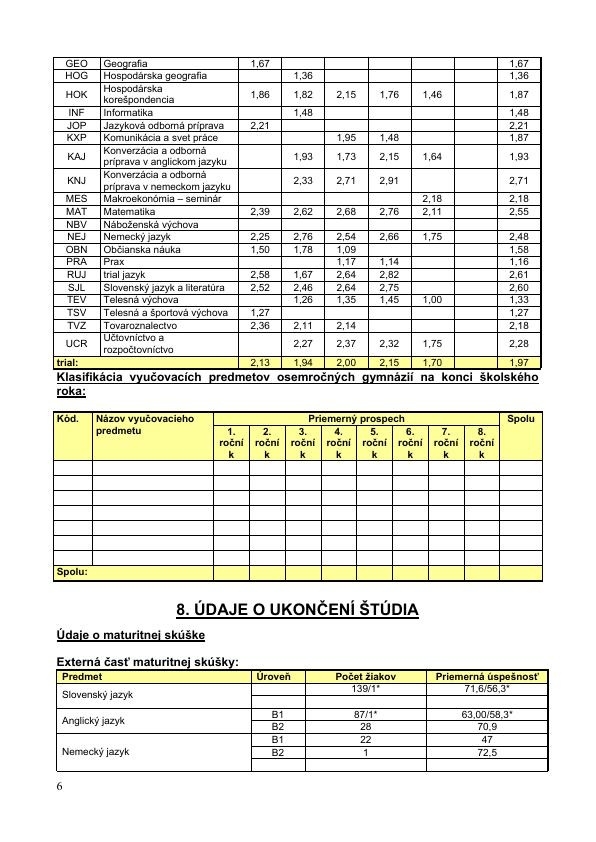 GEO Geografia 1,67 1,67
HOG Hospodárska geografia 1,36 1,36
HOK Hospodárska korešpondencia 1,86 1,82 2,15 1,76 1,46 1,87
INF Informatika 1,48 1,48
JOP Jazyková odborná príprava 2,21 2,21
KXP Komunikácia a svet práce 1,95 1,48 1,87
KAJ Konverzácia a odborná príprava v anglickom jazyku 1,93 1,73 2,15 1,64 1,93
KNJ Konverzácia a odborná príprava v nemeckom jazyku 2,33 2,71 2,91 2,71
MES Makroekonómia – seminár 2,18 2,18
MAT Matematika 2,39 2,62 2,68 2,76 2,11 2,55
NBV Náboženská výchova
NEJ Nemecký jazyk 2,25 2,76 2,54 2,66 1,75 2,48
OBN Občianska náuka 1,50 1,78 1,09 1,58
PRA Prax 1,17 1,14 1,16
RUJ trial jazyk 2,58 1,67 2,64 2,82 2,61
SJL Slovenský jazyk a literatúra 2,52 2,46 2,64 2,75 2,60
TEV Telesná výchova 1,26 1,35 1,45 1,00 1,33
TSV Telesná a športová výchova 1,27 1,27
TVZ Tovaroznalectvo 2,36 2,11 2,14 2,18
UCR Účtovníctvo a rozpočtovníctvo 2,27 2,37 2,32 1,75 2,28
trial: 2,13 1,94 2,00 2,15 1,70 1,97
Klasifikácia vyučovacích predmetov osemročných gymnázií na konci školského
roka:
Kód. Názov vyučovacieho predmetu Priemerný prospech Spolu
1. ročník 2. ročník 3. ročník 4. ročník 5. ročník 6. ročník 7. ročník 8. ročník
Spolu:
8. ÚDAJE O UKONČENÍ ŠTÚDIA
Údaje o maturitnej skúške
Externá časť maturitnej skúšky:
Predmet Úroveň Počet žiakov Priemerná úspešnosť
Slovenský jazyk 139/1* 71,6/56,3*
Anglický jazyk B1 87/1* 63,00/58,3*
B2 28 70,9
Nemecký jazyk B1 22 47
B2 1 72,5
6